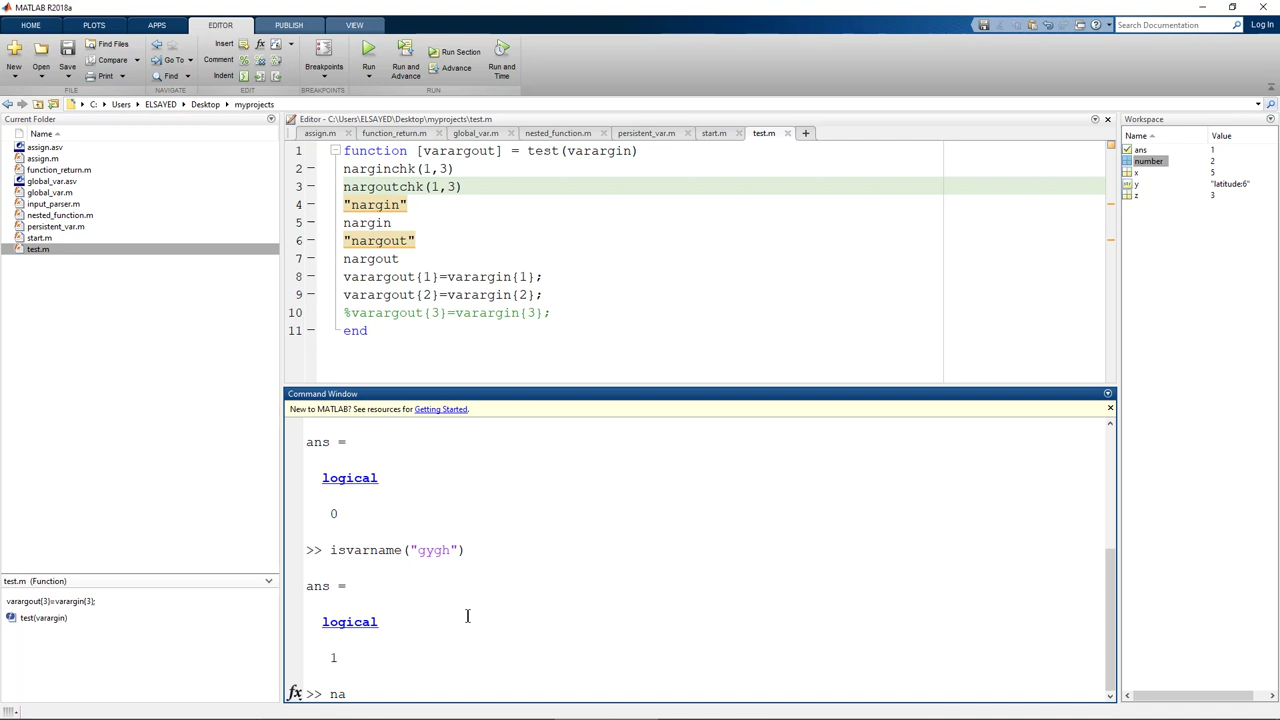 MATLAB R2018a
HOME PLOTS APPS EDITOR PUBLISH VIEW Search Documentation Log In
New Open Save Find Files Compare Print Go To Find Insert Comment Indent fx Breakpoints Run Run and Advance Run Section Advance Run and Time
FILE NAVIGATE EDIT BREAKPOINTS RUN
C: Users ELSAYED Desktop myprojects
Current Folder
Name
assign.asv
assign.m
function_return.m
global_var.asv
global_var.m
input_parser.m
nested_function.m
persistent_var.m
start.m
test.m
test.m (Function)
varargout{3}=varargin{3};
test(varargin)
Editor - C:\Users\ELSAYED\Desktop\myprojects\test.m
assign.m function_return.m global_var.m nested_function.m persistent_var.m start.m test.m
1 function [varargout] = test(varargin)
2 narginchk(1,3)
3 nargoutchk(1,3)
4 "nargin"
5 nargin
6 "nargout"
7 nargout
8 varargout{1}=varargin{1};
9 varargout{2}=varargin{2};
10 %varargout{3}=varargin{3};
11 end
Command Window
New to MATLAB? See resources for Getting Started.
ans =
logical
0
>> isvarname("gygh")
ans =
logical
1
fx >> na
Workspace
Name Value
ans 1
number 2
x 5
y "latitude:6"
z 3